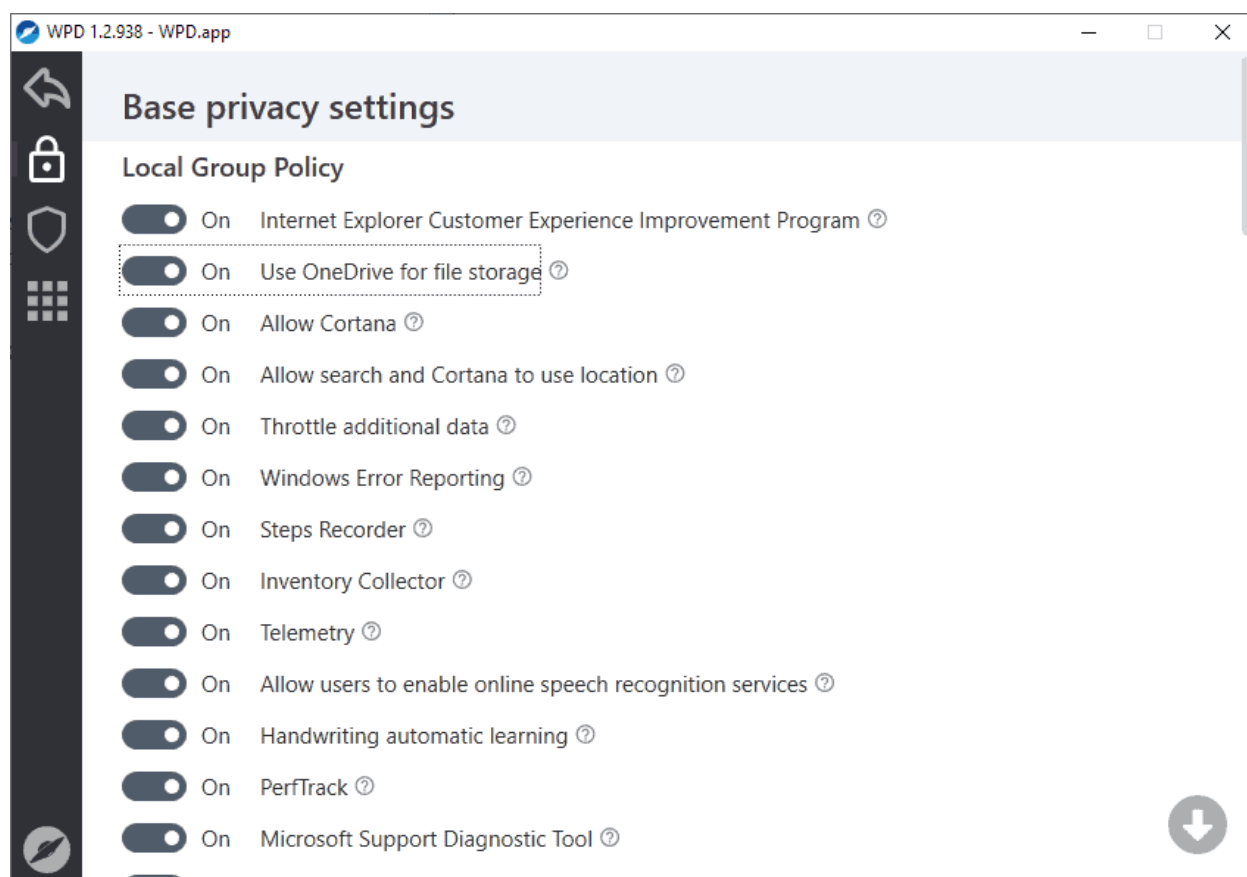 WPD 1.2.938 - WPD.app
Base privacy settings
Local Group Policy
On Internet Explorer Customer Experience Improvement Program ?
On Use OneDrive for file storage ?
On Allow Cortana ?
On Allow search and Cortana to use location ?
On Throttle additional data ?
On Windows Error Reporting ?
On Steps Recorder ?
On Inventory Collector ?
On Telemetry ?
On Allow users to enable online speech recognition services ?
On Handwriting automatic learning ?
On PerfTrack ?
On Microsoft Support Diagnostic Tool ?